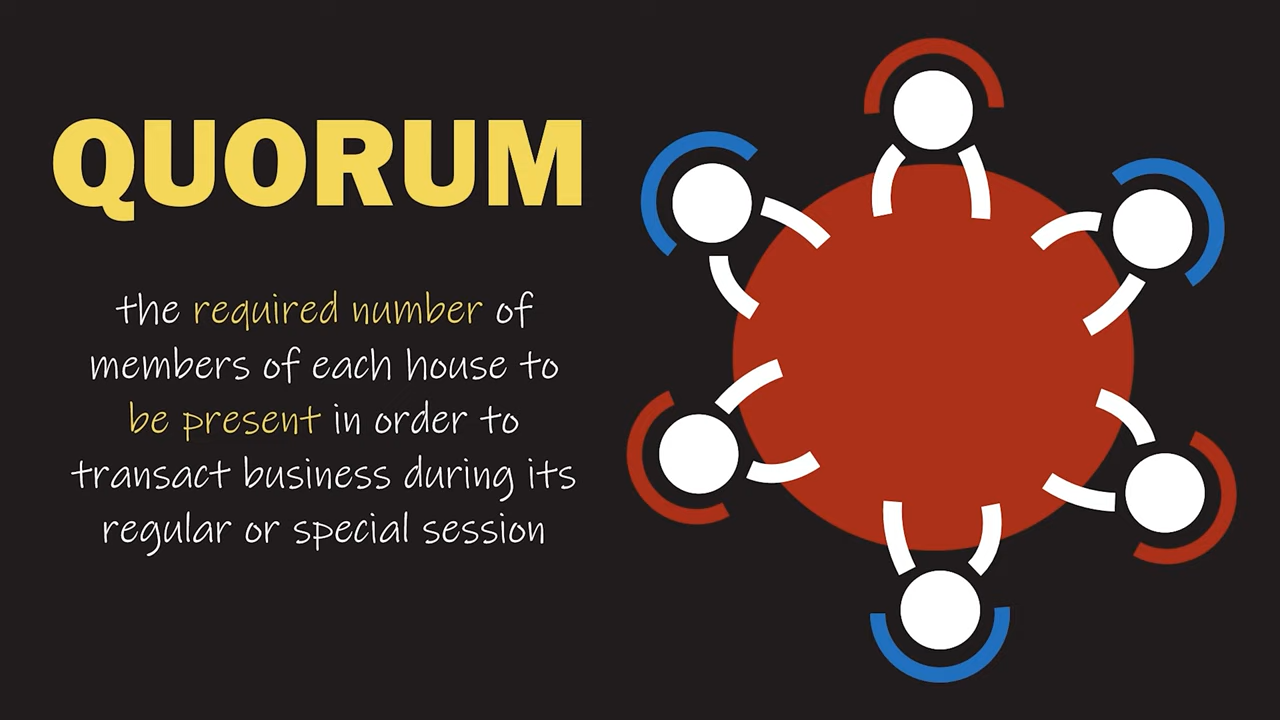 QUORUM
the required number of
members of each house to
be present in order to
transact business during its
regular or special session